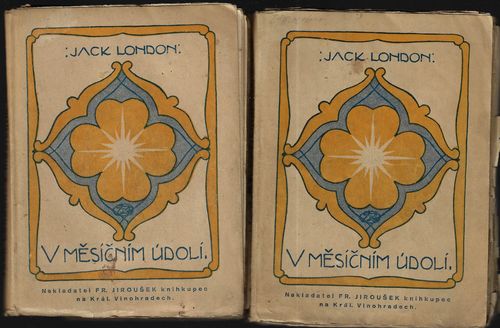 :JACK LONDON:
V MĚSÍČNÍM ÚDOLÍ.
Nakladatel FR. JIROUŠEK knihkupec
na Král. Vinohradech.
:JACK LONDON:
V MĚSÍČNÍM ÚDOLÍ.
Nakladatel FR. JIROUŠEK knihkupec
na Král. Vinohradech.